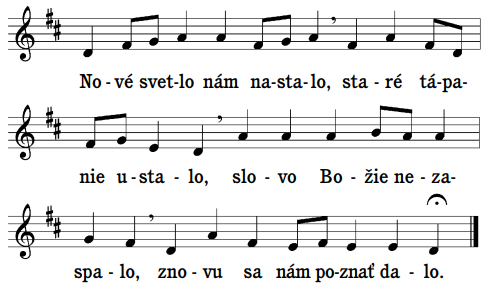 No - vé svet - lo nám na - sta - lo, sta - ré tá - pa -
nie u - sta - lo, slo - vo Bo - žie ne - za -
spa - lo, zno - vu sa nám po - znať da - lo.